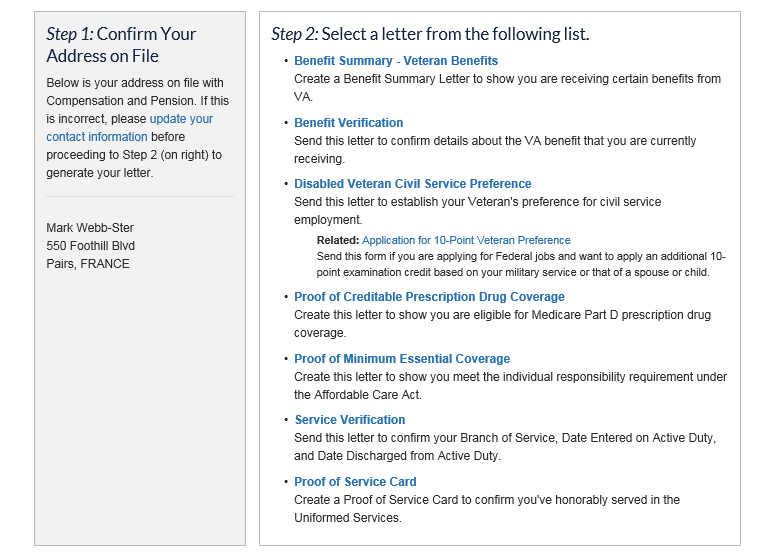 Step 1: Confirm Your
Address on File
Below is your address on file with
Compensation and Pension. If this
is incorrect, please update your
contact information before
proceeding to Step 2 (on right) to
generate your letter.
Mark Webb-Ster
550 Foothill Blvd
Pairs, FRANCE
Step 2: Select a letter from the following list.
• Benefit Summary - Veteran Benefits
Create a Benefit Summary Letter to show you are receiving certain benefits from
VA.
• Benefit Verification
Send this letter to confirm details about the VA benefit that you are currently
receiving.
• Disabled Veteran Civil Service Preference
Send this letter to establish your Veteran's preference for civil service
employment.
Related: Application for 10-Point Veteran Preference
Send this form if you are applying for Federal jobs and want to apply an additional 10-
point examination credit based on your military service or that of a spouse or child.
• Proof of Creditable Prescription Drug Coverage
Create this letter to show you are eligible for Medicare Part D prescription drug
coverage.
• Proof of Minimum Essential Coverage
Create this letter to show you meet the individual responsibility requirement under
the Affordable Care Act.
• Service Verification
Send this letter to confirm your Branch of Service, Date Entered on Active Duty,
and Date Discharged from Active Duty.
• Proof of Service Card
Create a Proof of Service Card to confirm you've honorably served in the
Uniformed Services.